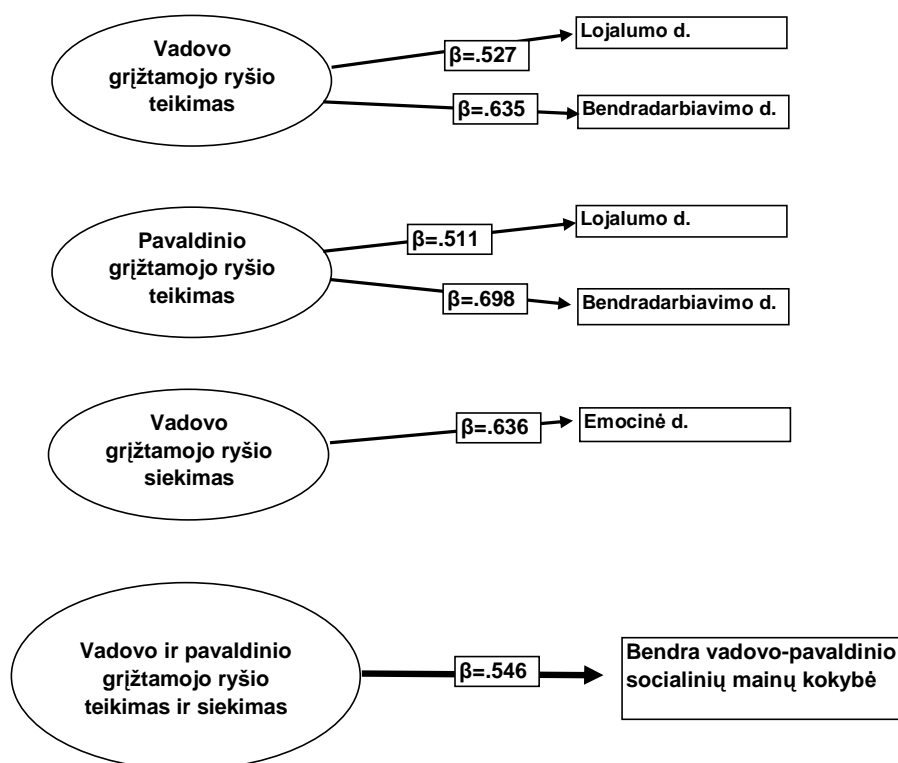 Vadovo
grįžtamojo ryšio
teikimas
β=.527
Lojalumo d.
β=.635
Bendradarbiavimo d.
Pavaldinio
grįžtamojo ryšio
teikimas
β=.511
Lojalumo d.
β=.698
Bendradarbiavimo d.
Vadovo
grįžtamojo ryšio
siekimas
β=.636
Emocinė d.
Vadovo ir pavaldinio
grįžtamojo ryšio
teikimas ir siekimas
β=.546
Bendra vadovo-pavaldinio
socialinių mainų kokybė